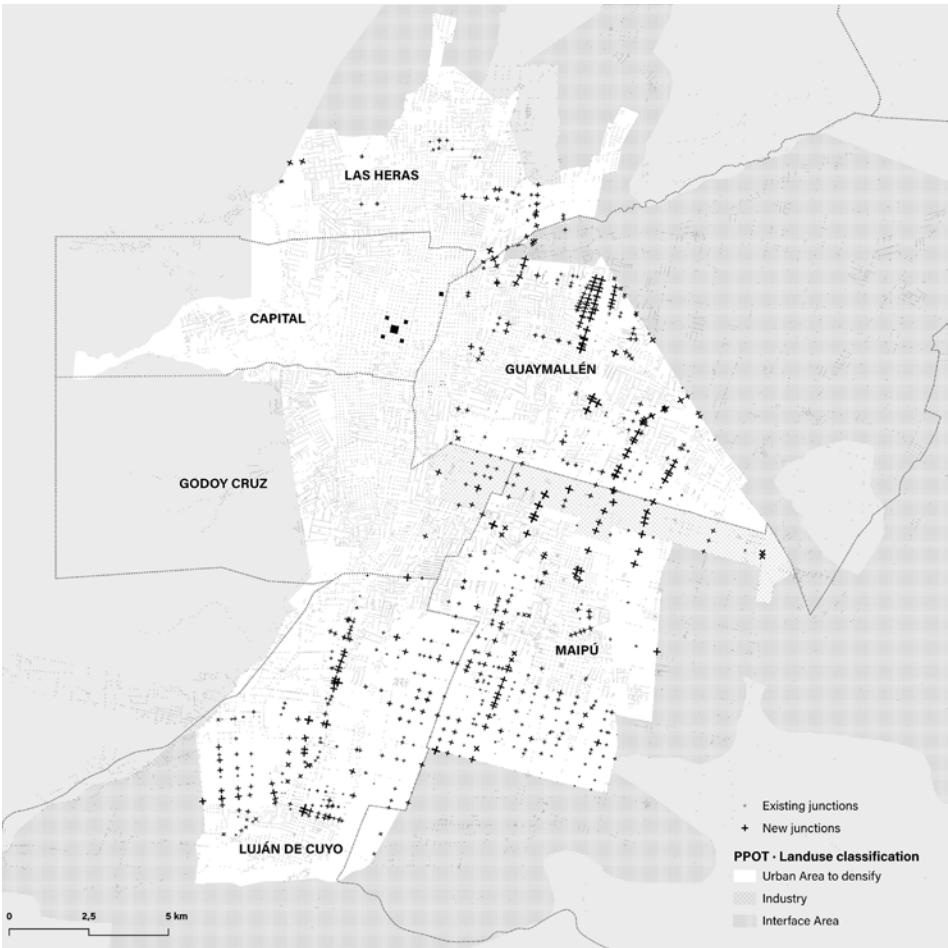 LAS HERAS
CAPITAL
GUAYMALLÉN
GODOY CRUZ
MAIPÚ
LUJÁN DE CUYO
Existing junctions
New junctions
PPOT · Landuse classification
Urban Area to densify
Industry
Interface Area
0 2,5 5 km